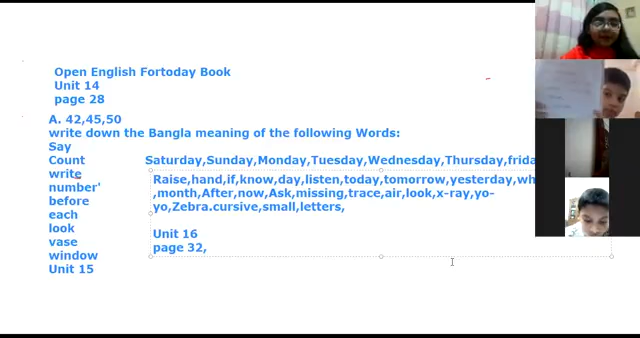 Open English Fortoday Book
Unit 14
page 28
A. 42,45,50
write down the Bangla meaning of the following Words:
Say
Count
write
number'
before
each
look
vase
window
Unit 15
Saturday,Sunday,Monday,Tuesday,Wednesday,Thursday,frida
Raise,hand,if,know,day,listen,today,tomorrow,yesterday,wh
,month,After,now,Ask,missing,trace,air,look,x-ray,yo-
yo,Zebra.cursive,small,letters,
Unit 16
page 32,